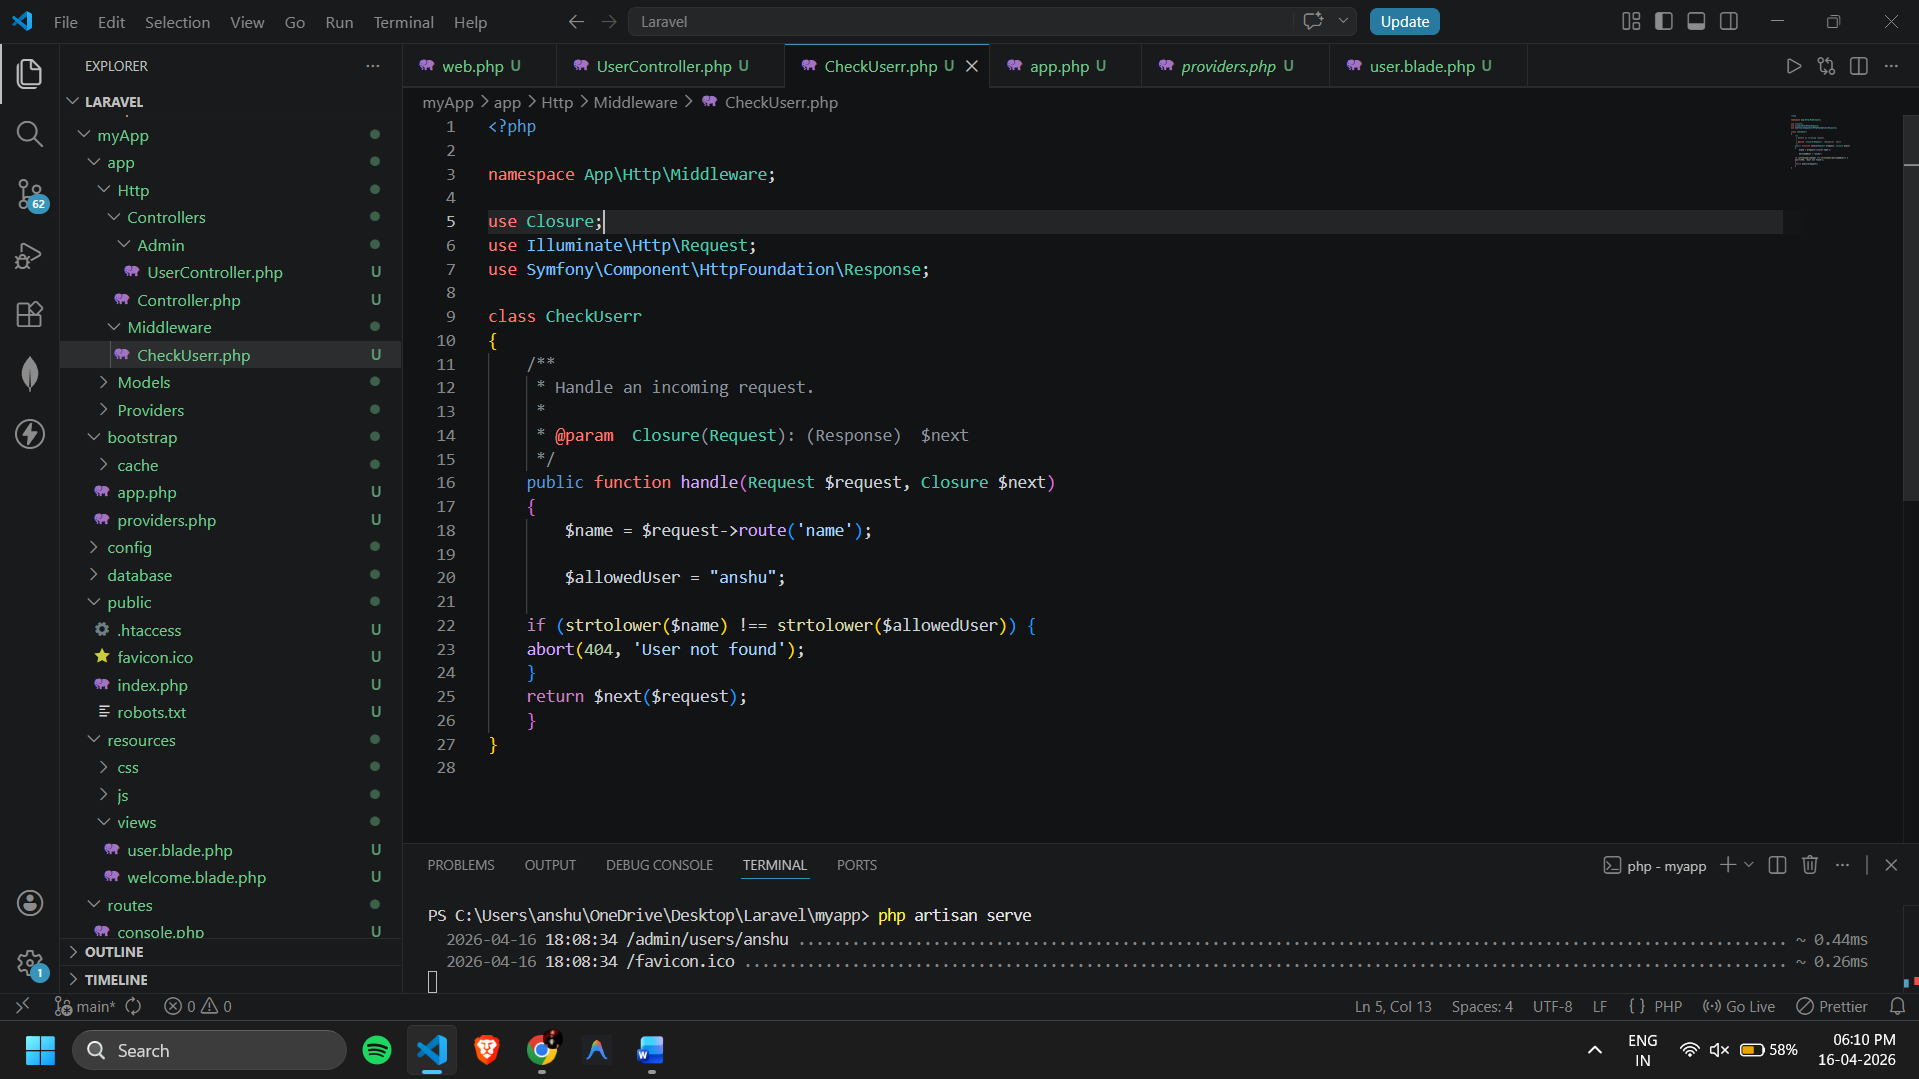 File Edit Selection View Go Run Terminal Help
Laravel
Update
EXPLORER
web.php U
UserController.php U
CheckUserr.php U
app.php U
providers.php U
user.blade.php U
myApp > app > Http > Middleware > CheckUserr.php
LARAVEL
myApp
app
Http
Controllers
Admin
UserController.php U
Controller.php U
Middleware
CheckUserr.php U
Models
Providers
bootstrap
cache
app.php U
providers.php U
config
database
public
.htaccess U
favicon.ico U
index.php U
robots.txt U
resources
css
js
views
user.blade.php U
welcome.blade.php U
routes
console.php U
OUTLINE
TIMELINE
62
1
1 <?php
2
3 namespace App\Http\Middleware;
4
5 use Closure;
6 use Illuminate\Http\Request;
7 use Symfony\Component\HttpFoundation\Response;
8
9 class CheckUserr
10 {
11 /**
12 * Handle an incoming request.
13 *
14 * @param  Closure(Request): (Response)  $next
15 */
16 public function handle(Request $request, Closure $next)
17 {
18 $name = $request->route('name');
19
20 $allowedUser = "anshu";
21
22 if (strtolower($name) !== strtolower($allowedUser)) {
23 abort(404, 'User not found');
24 }
25 return $next($request);
26 }
27 }
28
PROBLEMS OUTPUT DEBUG CONSOLE TERMINAL PORTS
php - myapp
PS C:\Users\anshu\OneDrive\Desktop\Laravel\myapp> php artisan serve
2026-04-16 18:08:34 /admin/users/anshu ........ ~ 0.44ms
2026-04-16 18:08:34 /favicon.ico ........ ~ 0.26ms
main* 0 0
Ln 5, Col 13 Spaces: 4 UTF-8 LF {} PHP Go Live Prettier
Search
ENG
IN
58%
06:10 PM
16-04-2026